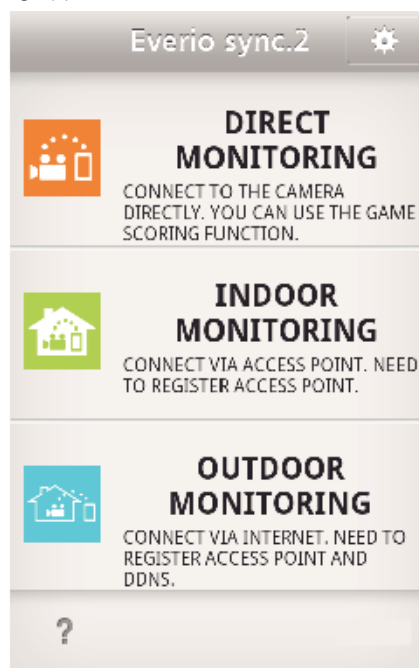 Everio sync.2
DIRECT
MONITORING
CONNECT TO THE CAMERA
DIRECTLY. YOU CAN USE THE GAME
SCORING FUNCTION.
INDOOR
MONITORING
CONNECT VIA ACCESS POINT. NEED
TO REGISTER ACCESS POINT.
OUTDOOR
MONITORING
CONNECT VIA INTERNET. NEED TO
REGISTER ACCESS POINT AND
DDNS.
?